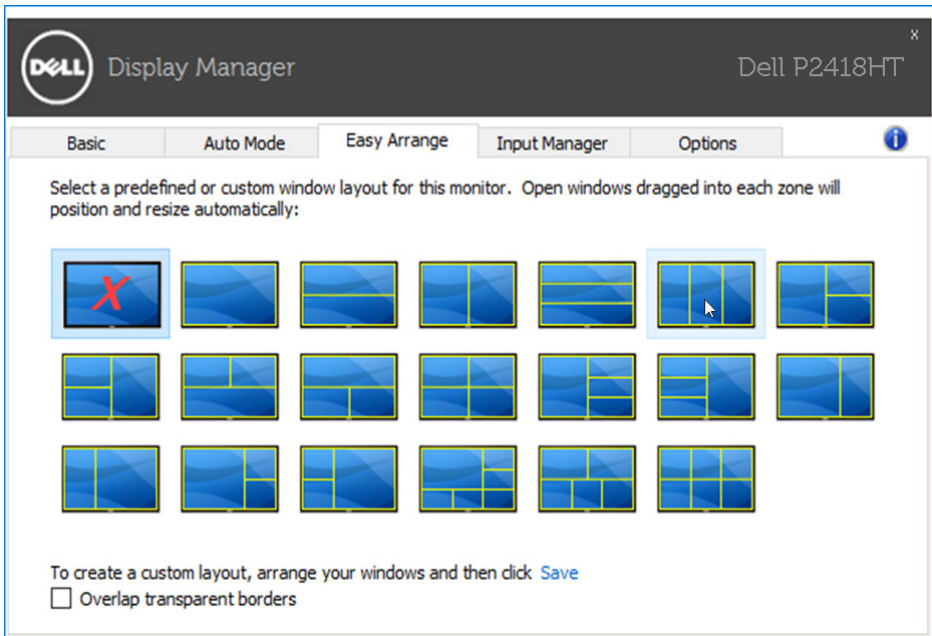 x
DELL Display Manager Dell P2418HT
Basic Auto Mode Easy Arrange Input Manager Options i
Select a predefined or custom window layout for this monitor. Open windows dragged into each zone will
position and resize automatically:
X
To create a custom layout, arrange your windows and then click Save
Overlap transparent borders